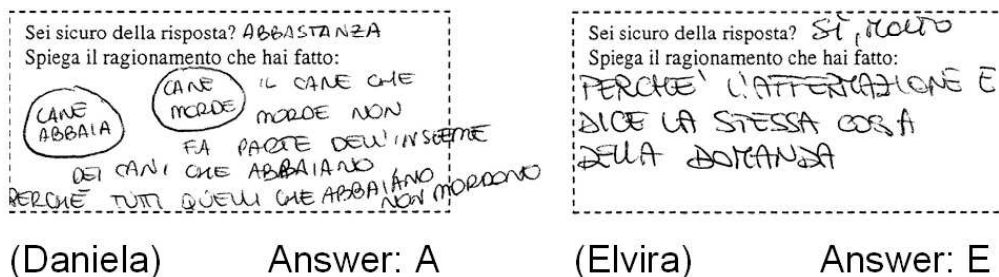 Sei sicuro della risposta? ABBASTANZA
Spiega il ragionamento che hai fatto:
CANE
ABBAIA
CANE
MORDE
IL CANE CHE
MORDE NON
FA PARTE DELL'INSIEME
DEI CANI CHE ABBAIANO
PERCHÉ TUTTI QUELLI CHE ABBAIANO
NON MORDONO
(Daniela) Answer: A
Sei sicuro della risposta? SÌ, MOLTO
Spiega il ragionamento che hai fatto:
PERCHE' L'AFFERMAZIONE E
DICE LA STESSA COSA
DELLA DOMANDA
(Elvira) Answer: E